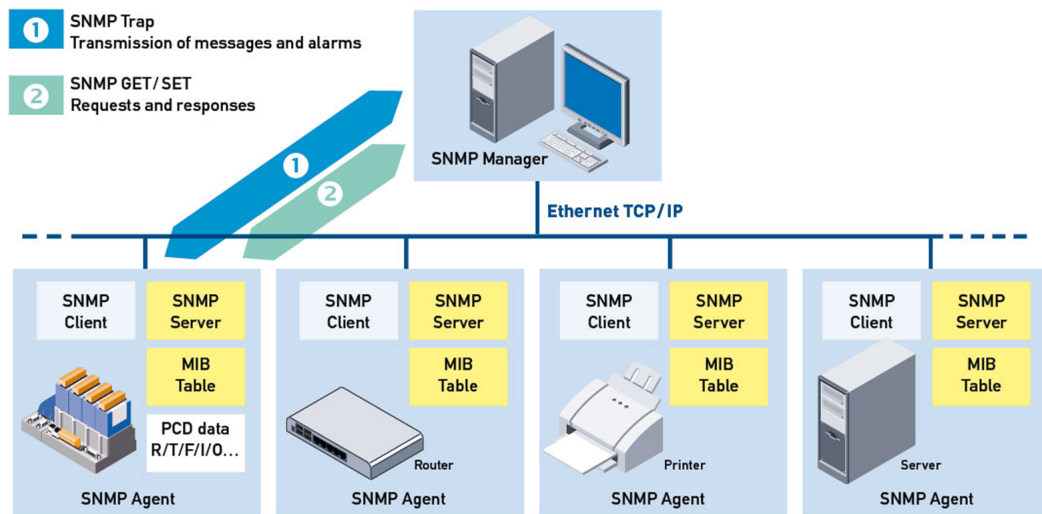 1
SNMP Trap
Transmission of messages and alarms
2
SNMP GET/SET
Requests and responses
SNMP Manager
1
2
Ethernet TCP/IP
SNMP
Client
SNMP
Server
MIB
Table
PCD data
R/T/F/I/O...
SNMP Agent
SNMP
Client
SNMP
Server
MIB
Table
Router
SNMP Agent
SNMP
Client
SNMP
Server
MIB
Table
Printer
SNMP Agent
SNMP
Client
SNMP
Server
MIB
Table
Server
SNMP Agent